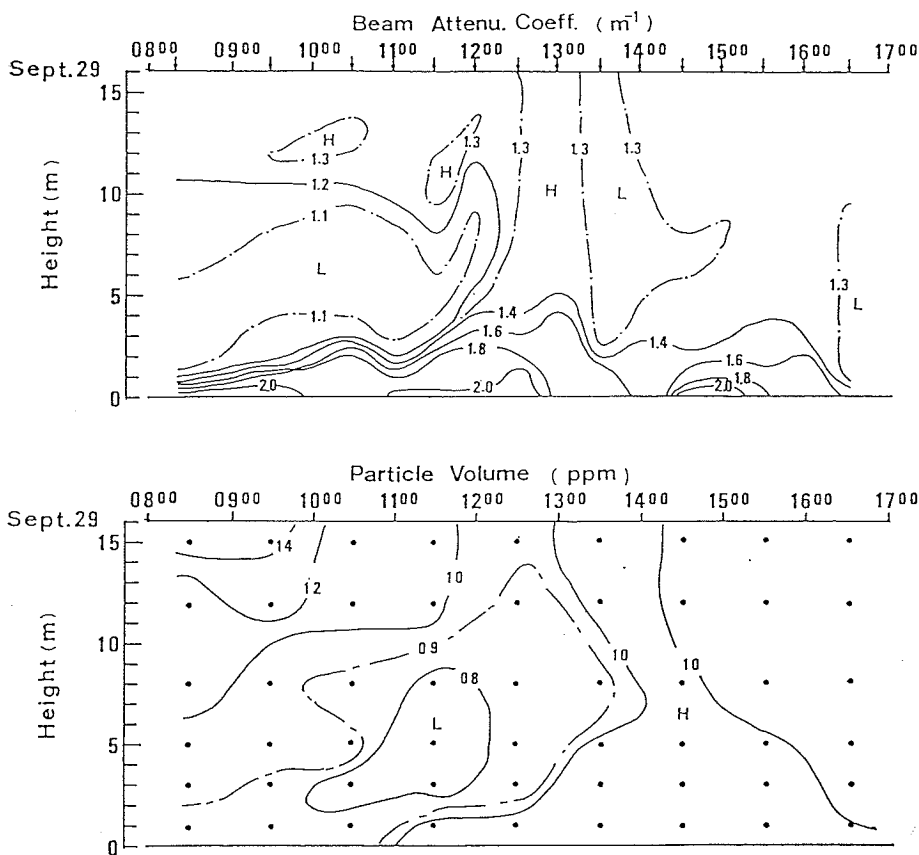 Beam Attenu. Coeff. (m⁻¹)
0800 0900 1000 1100 1200 1300 1400 1500 1600 1700
Sept.29
15
H
1.3
1.3
H
1.3
1.3
1.3
1.2
10
H
L
1.1
L
Height (m)
1.3
L
5
1.1
1.4
1.4
1.6
1.6
1.8
1.8
2.0
2.0
2.0
0
Particle Volume (ppm)
0800 0900 1000 1100 1200 1300 1400 1500 1600 1700
Sept.29
15
14
12
10
10
09
10
10
08
H
L
Height (m)
5
0